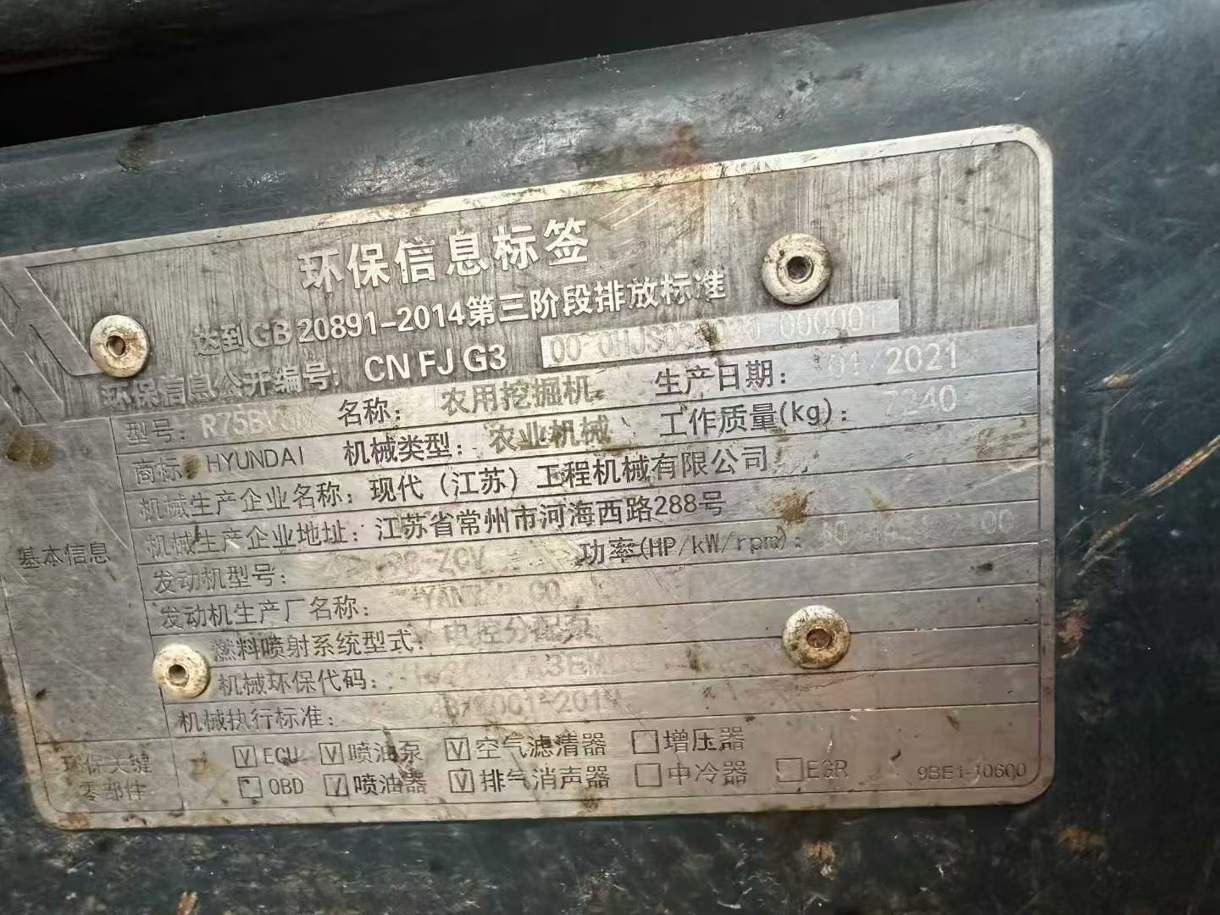 环保信息标签
达到GB 20891-2014第三阶段排放标准
环保信息公开编号: CN FJ G3
型号: 名称: 农用挖掘机 生产日期: 01/2021
商标 HYUNDAI 机械类型: 农业机械 工作质量(kg): 7240
机械生产企业名称: 现代（江苏）工程机械有限公司
机械生产企业地址: 江苏省常州市河海西路288号
基本信息
发动机型号: 功率(HP/kW/rpm):
发动机生产厂名称: CO
燃料喷射系统型式: 电控分配泵
机械环保代码:
机械执行标准:
环保关键
零部件
ECU 喷油泵 空气滤清器 增压器
OBD 喷油器 排气消声器 中冷器 EGR 9BE1-10600